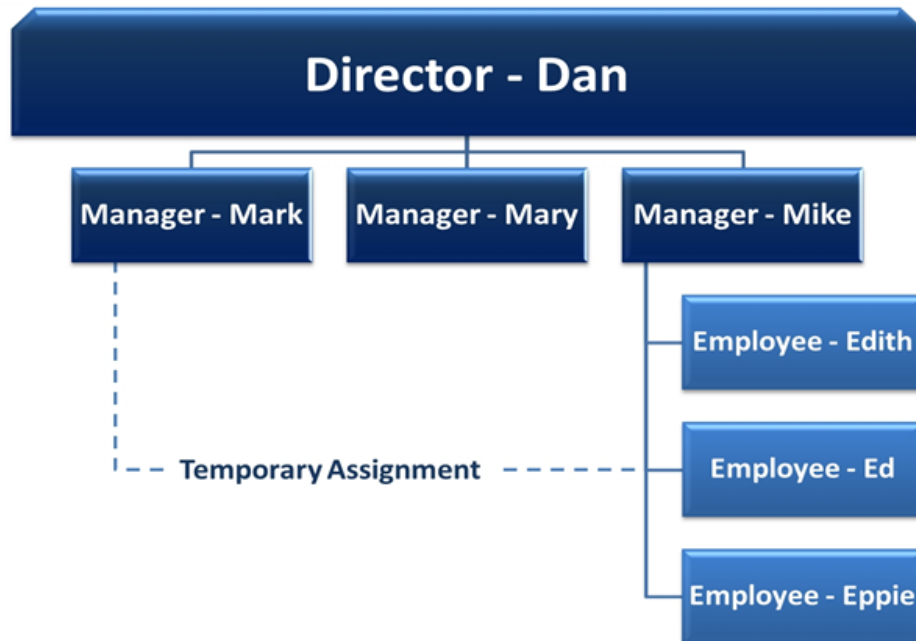 Director - Dan
Manager - Mark
Manager - Mary
Manager - Mike
Employee - Edith
Temporary Assignment
Employee - Ed
Employee - Eppie